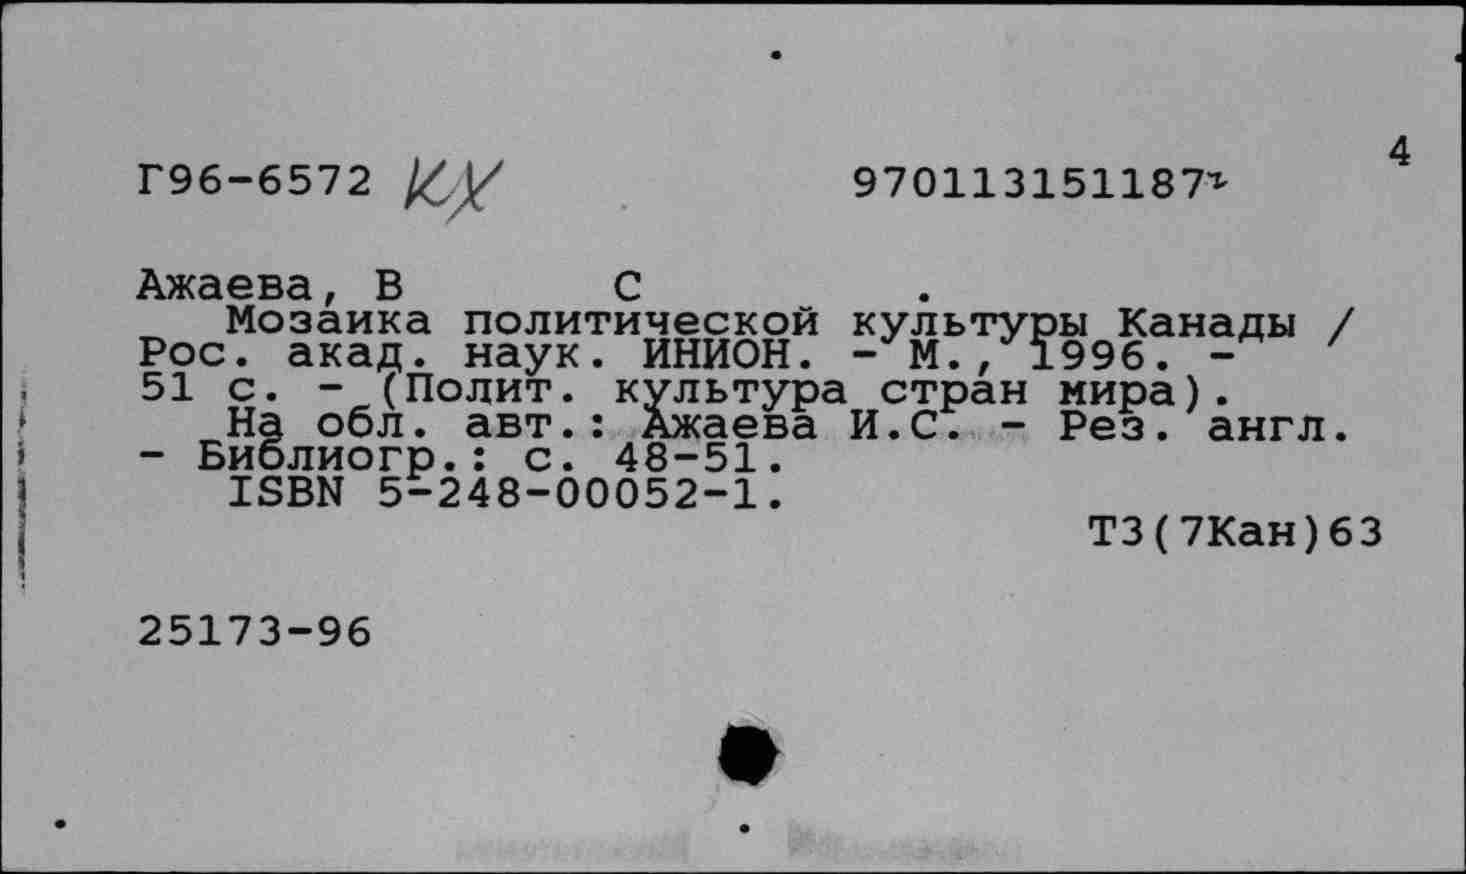 4
Г96-6572 КХ 970113151187
Ажаева, В С .
Мозаика политической культуры Канады /
Рос. акад. наук. ИНИОН. - М., 1996. -
51 с. - (Полит. культура стран мира).
На обл. авт.: Ажаева И.С. - Рез. англ.
- Библиогр.: с. 48-51.
ISBN 5-248-00052-1.
Т3(7Кан)63
25173-96